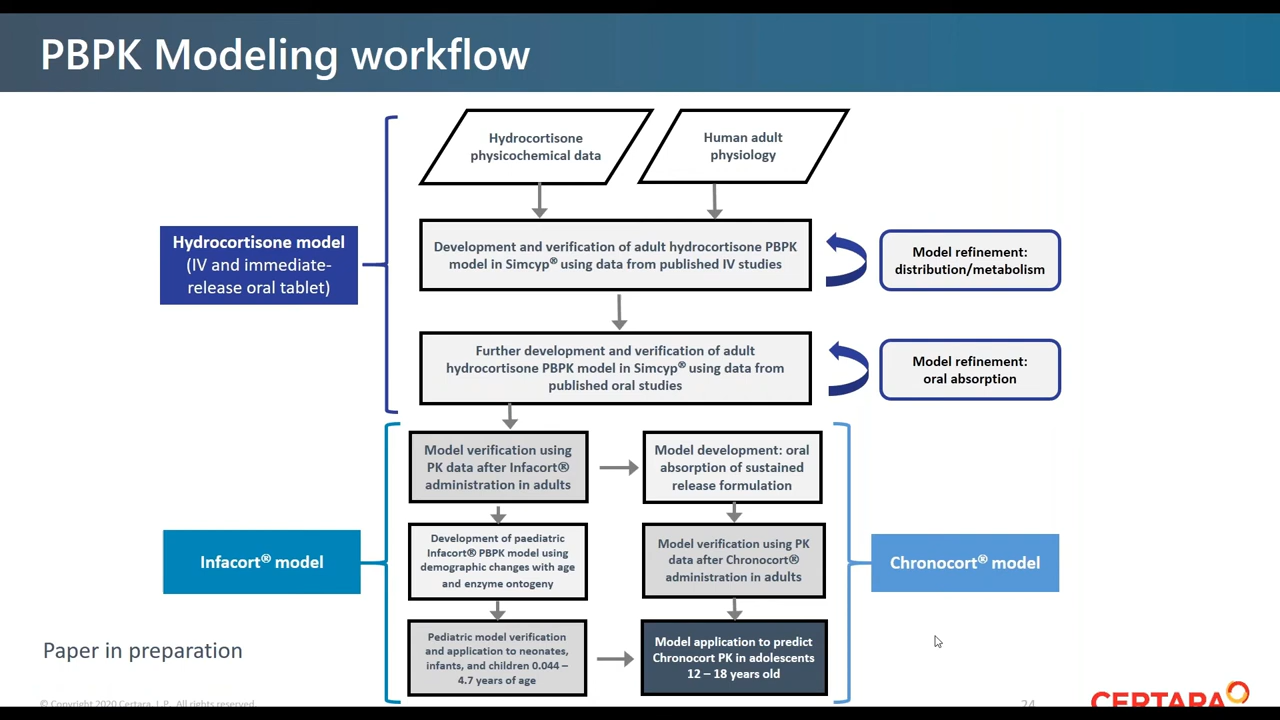 PBPK Modeling workflow
Hydrocortisone
physicochemical data
Human adult
physiology
Hydrocortisone model
(IV and immediate-
release oral tablet)
Development and verification of adult hydrocortisone PBPK
model in Simcyp® using data from published IV studies
Model refinement:
distribution/metabolism
Further development and verification of adult
hydrocortisone PBPK model in Simcyp® using data from
published oral studies
Model refinement:
oral absorption
Model verification using
PK data after Infacort®
administration in adults
Model development: oral
absorption of sustained
release formulation
Infacort® model
Development of paediatric
Infacort® PBPK model using
demographic changes with age
and enzyme ontogeny
Model verification using PK
data after Chronocort®
administration in adults
Chronocort® model
Pediatric model verification
and application to neonates,
infants, and children 0.044 –
4.7 years of age
Model application to predict
Chronocort PK in adolescents
12 – 18 years old
Paper in preparation
© Copyright 2020 Certara, L.P. All rights reserved.
24
CERTARA